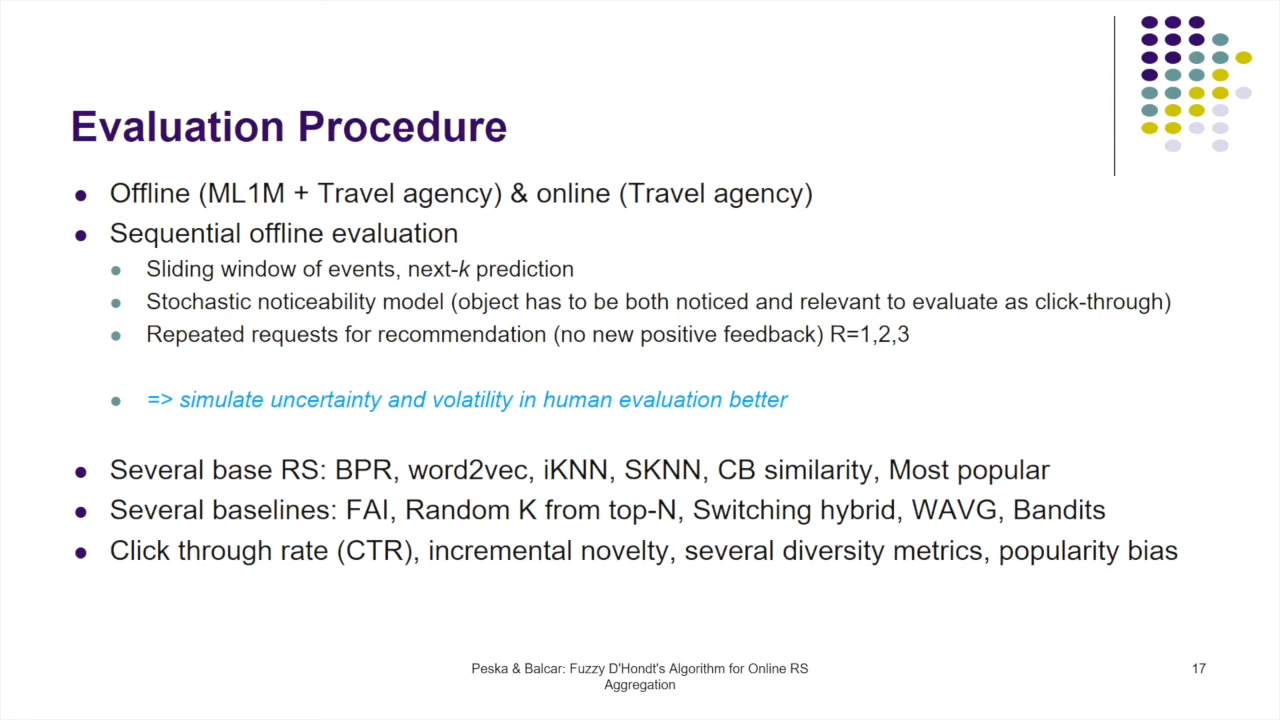 Evaluation Procedure
Offline (ML1M + Travel agency) & online (Travel agency)
Sequential offline evaluation
Sliding window of events, next-k prediction
Stochastic noticeability model (object has to be both noticed and relevant to evaluate as click-through)
Repeated requests for recommendation (no new positive feedback) R=1,2,3
=> simulate uncertainty and volatility in human evaluation better
Several base RS: BPR, word2vec, iKNN, SKNN, CB similarity, Most popular
Several baselines: FAI, Random K from top-N, Switching hybrid, WAVG, Bandits
Click through rate (CTR), incremental novelty, several diversity metrics, popularity bias
Peska & Balcar: Fuzzy D'Hondt's Algorithm for Online RS
Aggregation
17